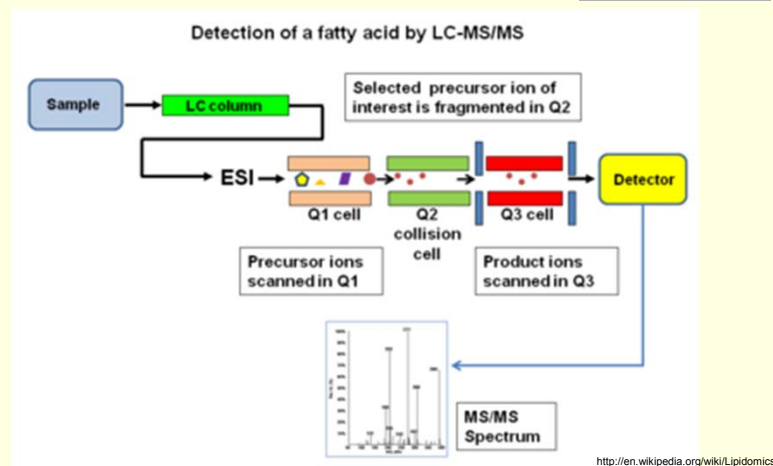 Detection of a fatty acid by LC-MS/MS
Sample
LC column
Selected precursor ion of
interest is fragmented in Q2
ESI
Q1 cell
Q2
collision
cell
Q3 cell
Detector
Precursor ions
scanned in Q1
Product ions
scanned in Q3
MS/MS
Spectrum
http://en.wikipedia.org/wiki/Lipidomics